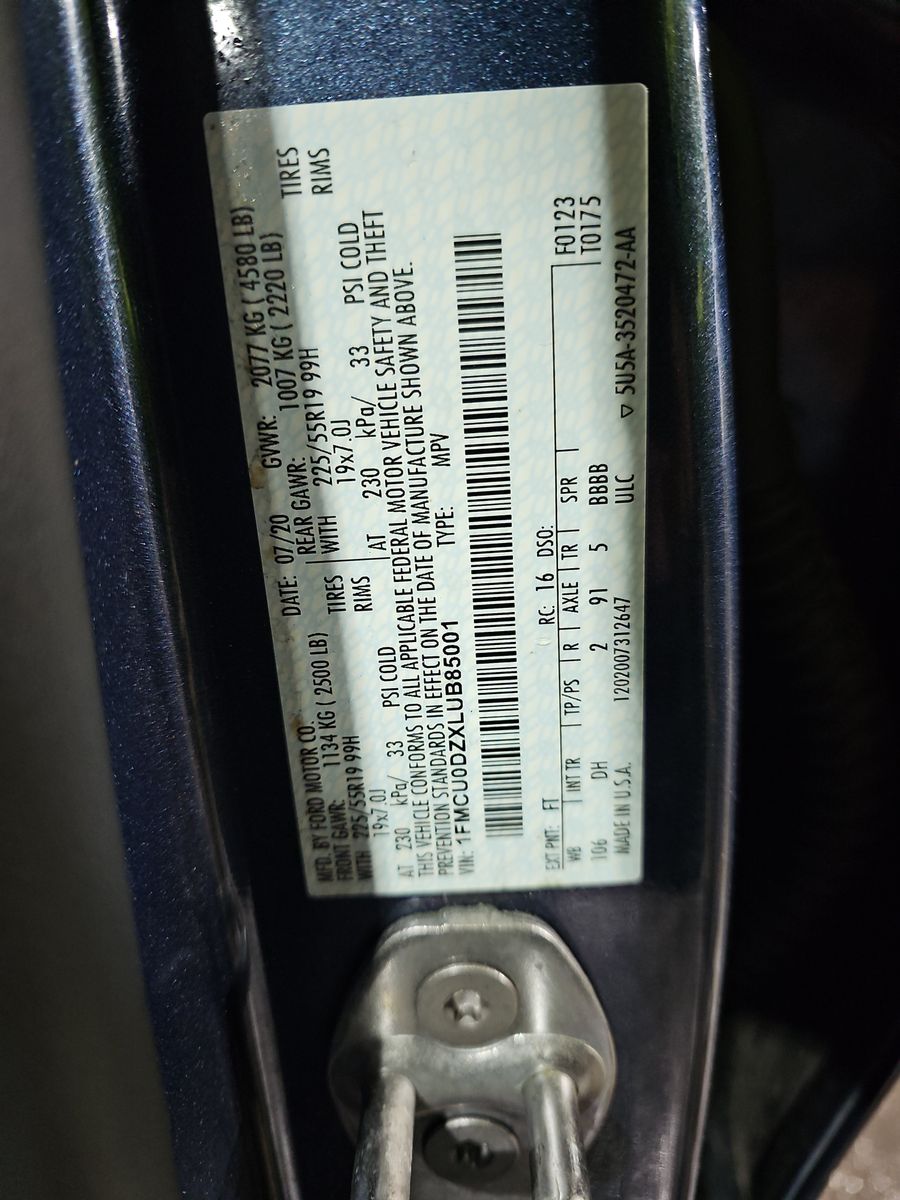 MFD. BY FORD MOTOR CO.
DATE: 07/20 GVWR: 2077 KG ( 4580 LB)
FRONT GAWR: 1134 KG ( 2500 LB) REAR GAWR: 1007 KG ( 2220 LB)
WITH 225/55R19 99H TIRES WITH 225/55R19 99H TIRES
19x7.0J RIMS 19x7.0J RIMS
AT 230 kPa/ 33 PSI COLD AT 230 kPa/ 33 PSI COLD
THIS VEHICLE CONFORMS TO ALL APPLICABLE FEDERAL MOTOR VEHICLE SAFETY AND THEFT
PREVENTION STANDARDS IN EFFECT ON THE DATE OF MANUFACTURE SHOWN ABOVE.
VIN: 1FMCU0DZXLUB85001 TYPE: MPV
EXT PNT: FT RC: 16 DSO: F0123
WB INT TR TP/PS R AXLE TR SPR T0175
106 DH 2 91 5 BBBB
MADE IN U.S.A. 120200731264​7 ULC ▽ 5U5A-3520472-AA